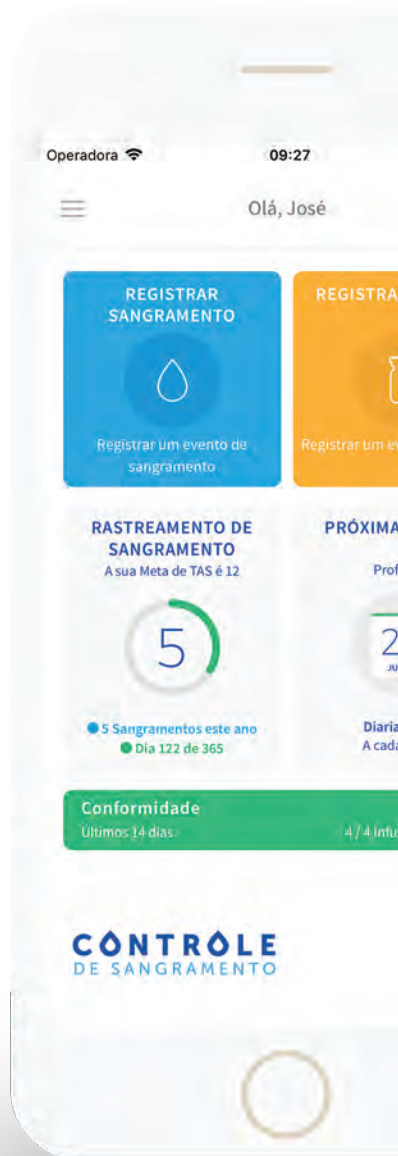 Operadora 09:27
Olá, José
REGISTRAR
SANGRAMENTO
Registrar um evento de
sangramento
REGISTRA
Registrar um ev
RASTREAMENTO DE
SANGRAMENTO
A sua Meta de TAS é 12
5
5 Sangramentos este ano
Dia 122 de 365
PRÓXIMA
Prof
2
JU
Diaria
A cada
Conformidade
Últimos 14 dias
4 / 4 infus
CONTROLE
DE SANGRAMENTO